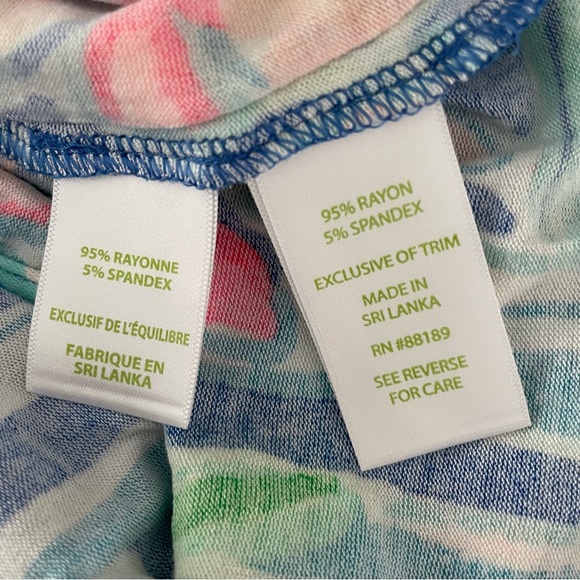 95% RAYONNE
5% SPANDEX
EXCLUSIF DE L'ÉQUILIBRE
FABRIQUE EN
SRI LANKA
95% RAYON
5% SPANDEX
EXCLUSIVE OF TRIM
MADE IN
SRI LANKA
RN #88189
SEE REVERSE
FOR CARE